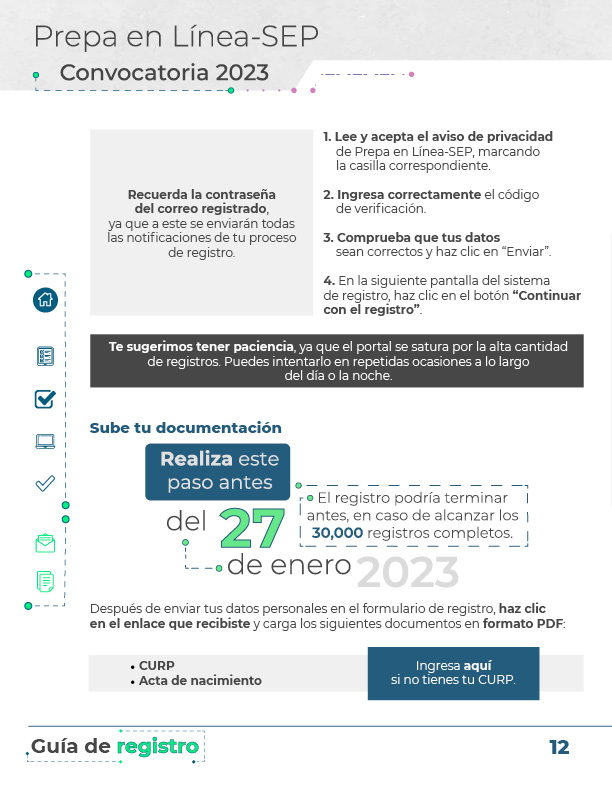 Prepa en Línea-SEP
Convocatoria 2023
Recuerda la contraseña
del correo registrado,
ya que a este se enviarán todas
las notificaciones de tu proceso
de registro.
1. Lee y acepta el aviso de privacidad
de Prepa en Línea-SEP, marcando
la casilla correspondiente.
2. Ingresa correctamente el código
de verificación.
3. Comprueba que tus datos
sean correctos y haz clic en “Enviar”.
4. En la siguiente pantalla del sistema
de registro, haz clic en el botón “Continuar
con el registro”.
Te sugerimos tener paciencia, ya que el portal se satura por la alta cantidad
de registros. Puedes intentarlo en repetidas ocasiones a lo largo
del día o la noche.
Sube tu documentación
Realiza este
paso antes
del 27
de enero 2023
El registro podría terminar
antes, en caso de alcanzar los
30,000 registros completos.
Después de enviar tus datos personales en el formulario de registro, haz clic
en el enlace que recibiste y carga los siguientes documentos en formato PDF:
• CURP
• Acta de nacimiento
Ingresa aquí
si no tienes tu CURP.
Guía de registro
12